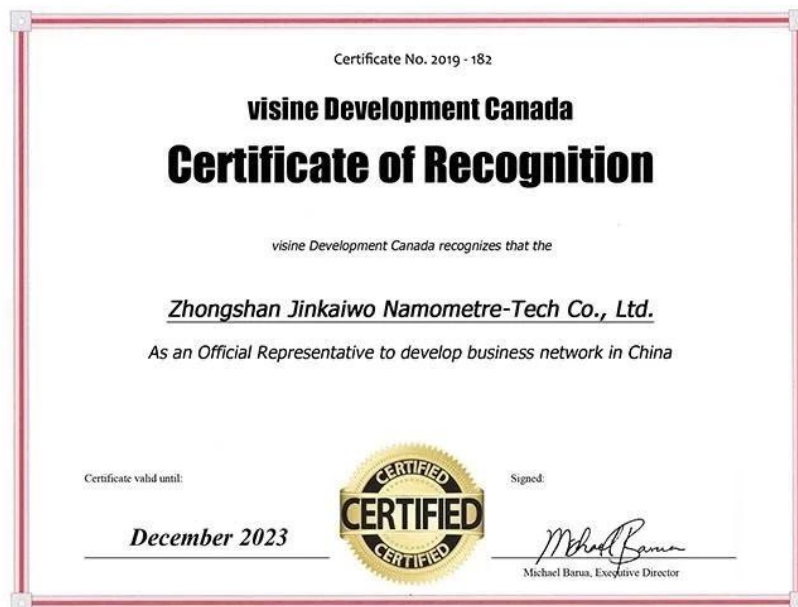 Certificate No. 2019 - 182
visine Development Canada
Certificate of Recognition
visine Development Canada recognizes that the
Zhongshan Jinkaiwo Namometre-Tech Co., Ltd.
As an Official Representative to develop business network in China
Certificate valid until:
December 2023
CERTIFIED
CERTIFIED
CERTIFIED
Signed:
Michael Barua
Michael Barua, Executive Director